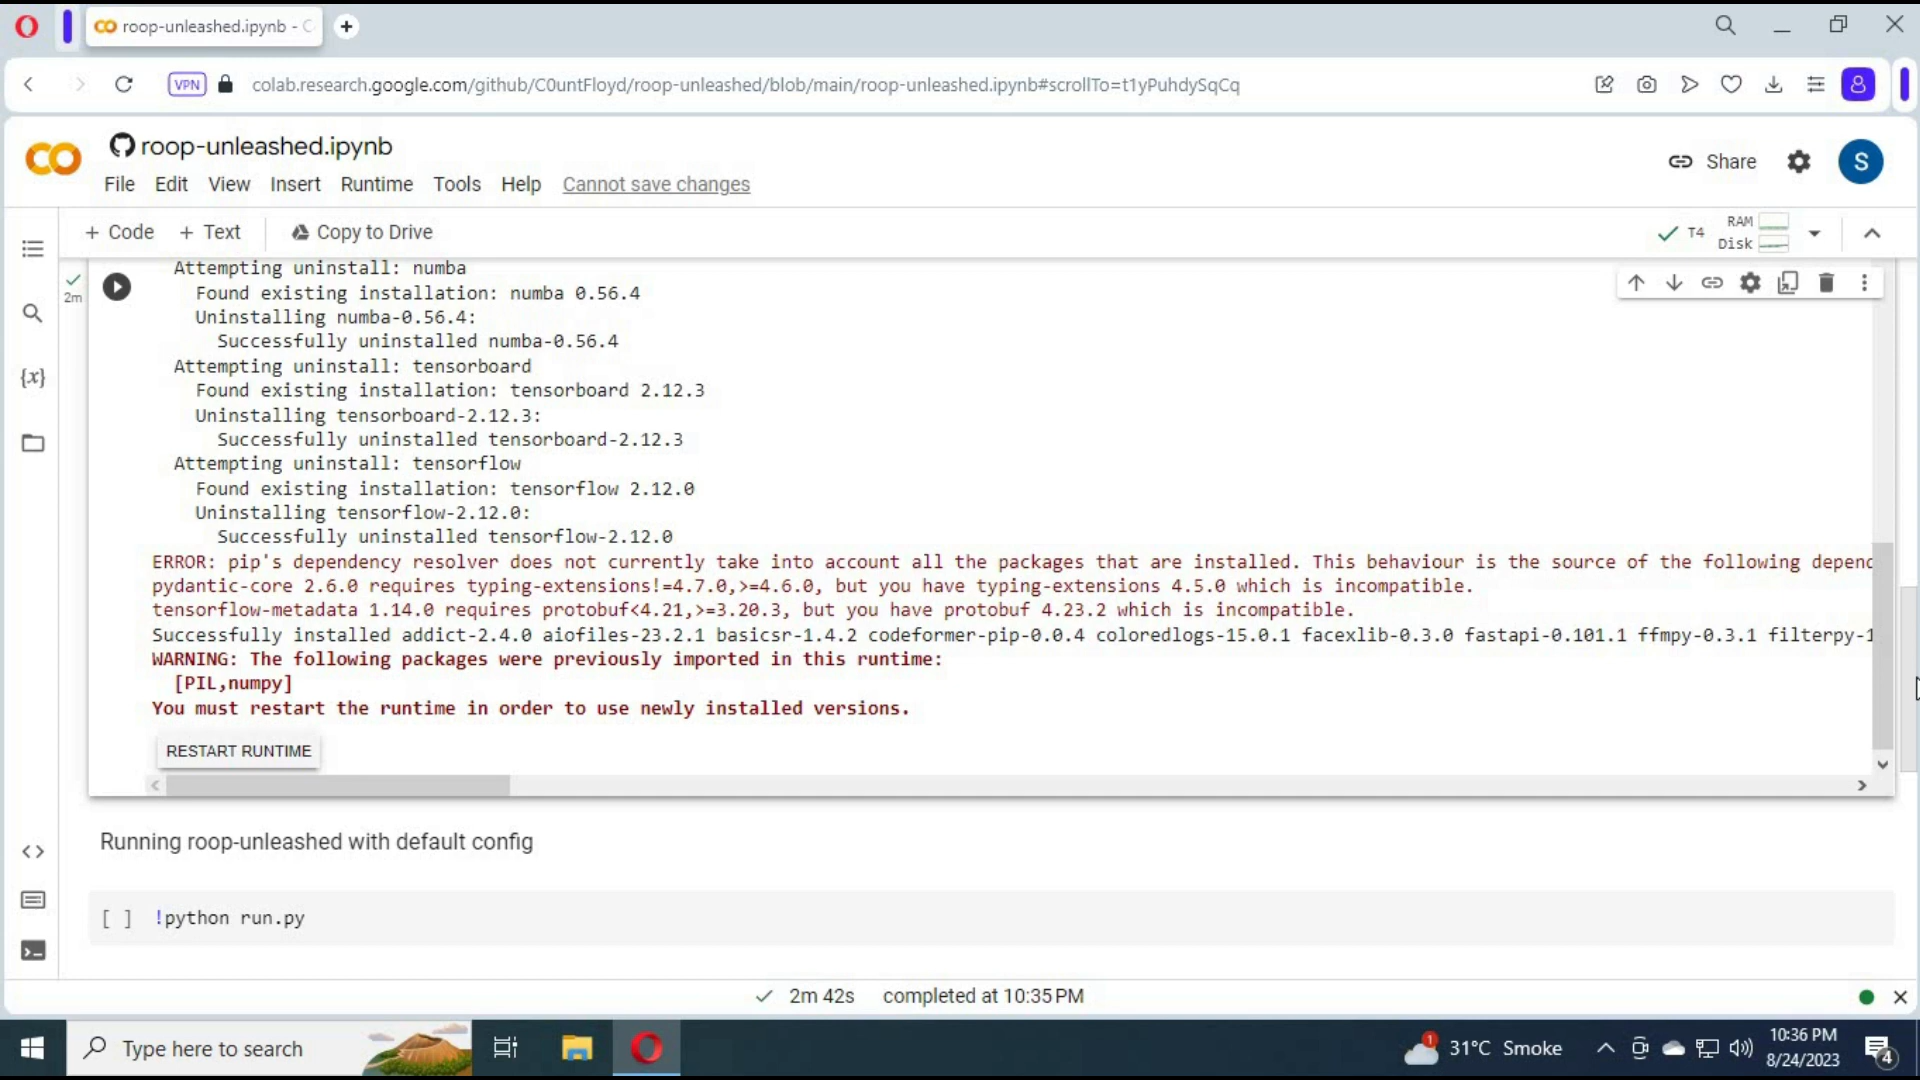 roop-unleashed.ipynb - C
VPN
colab.research.google.com/github/C0untFloyd/roop-unleashed/blob/main/roop-unleashed.ipynb#scrollTo=t1yPuhdySqCq
CO
roop-unleashed.ipynb
File Edit View Insert Runtime Tools Help Cannot save changes
Share
S
+ Code + Text Copy to Drive
T4 RAM
Disk
2m
Attempting uninstall: numba
Found existing installation: numba 0.56.4
Uninstalling numba-0.56.4:
Successfully uninstalled numba-0.56.4
Attempting uninstall: tensorboard
Found existing installation: tensorboard 2.12.3
Uninstalling tensorboard-2.12.3:
Successfully uninstalled tensorboard-2.12.3
Attempting uninstall: tensorflow
Found existing installation: tensorflow 2.12.0
Uninstalling tensorflow-2.12.0:
Successfully uninstalled tensorflow-2.12.0
ERROR: pip's dependency resolver does not currently take into account all the packages that are installed. This behaviour is the source of the following depend
pydantic-core 2.6.0 requires typing-extensions!=4.7.0,>=4.6.0, but you have typing-extensions 4.5.0 which is incompatible.
tensorflow-metadata 1.14.0 requires protobuf<4.21,>=3.20.3, but you have protobuf 4.23.2 which is incompatible.
Successfully installed addict-2.4.0 aiofiles-23.2.1 basicsr-1.4.2 codeformer-pip-0.0.4 coloredlogs-15.0.1 facexlib-0.3.0 fastapi-0.101.1 ffmpy-0.3.1 filterpy-1
WARNING: The following packages were previously imported in this runtime:
[PIL,numpy]
You must restart the runtime in order to use newly installed versions.
RESTART RUNTIME
Running roop-unleashed with default config
[ ] !python run.py
2m 42s completed at 10:35 PM
Type here to search
1
31°C Smoke
10:36 PM
8/24/2023
4